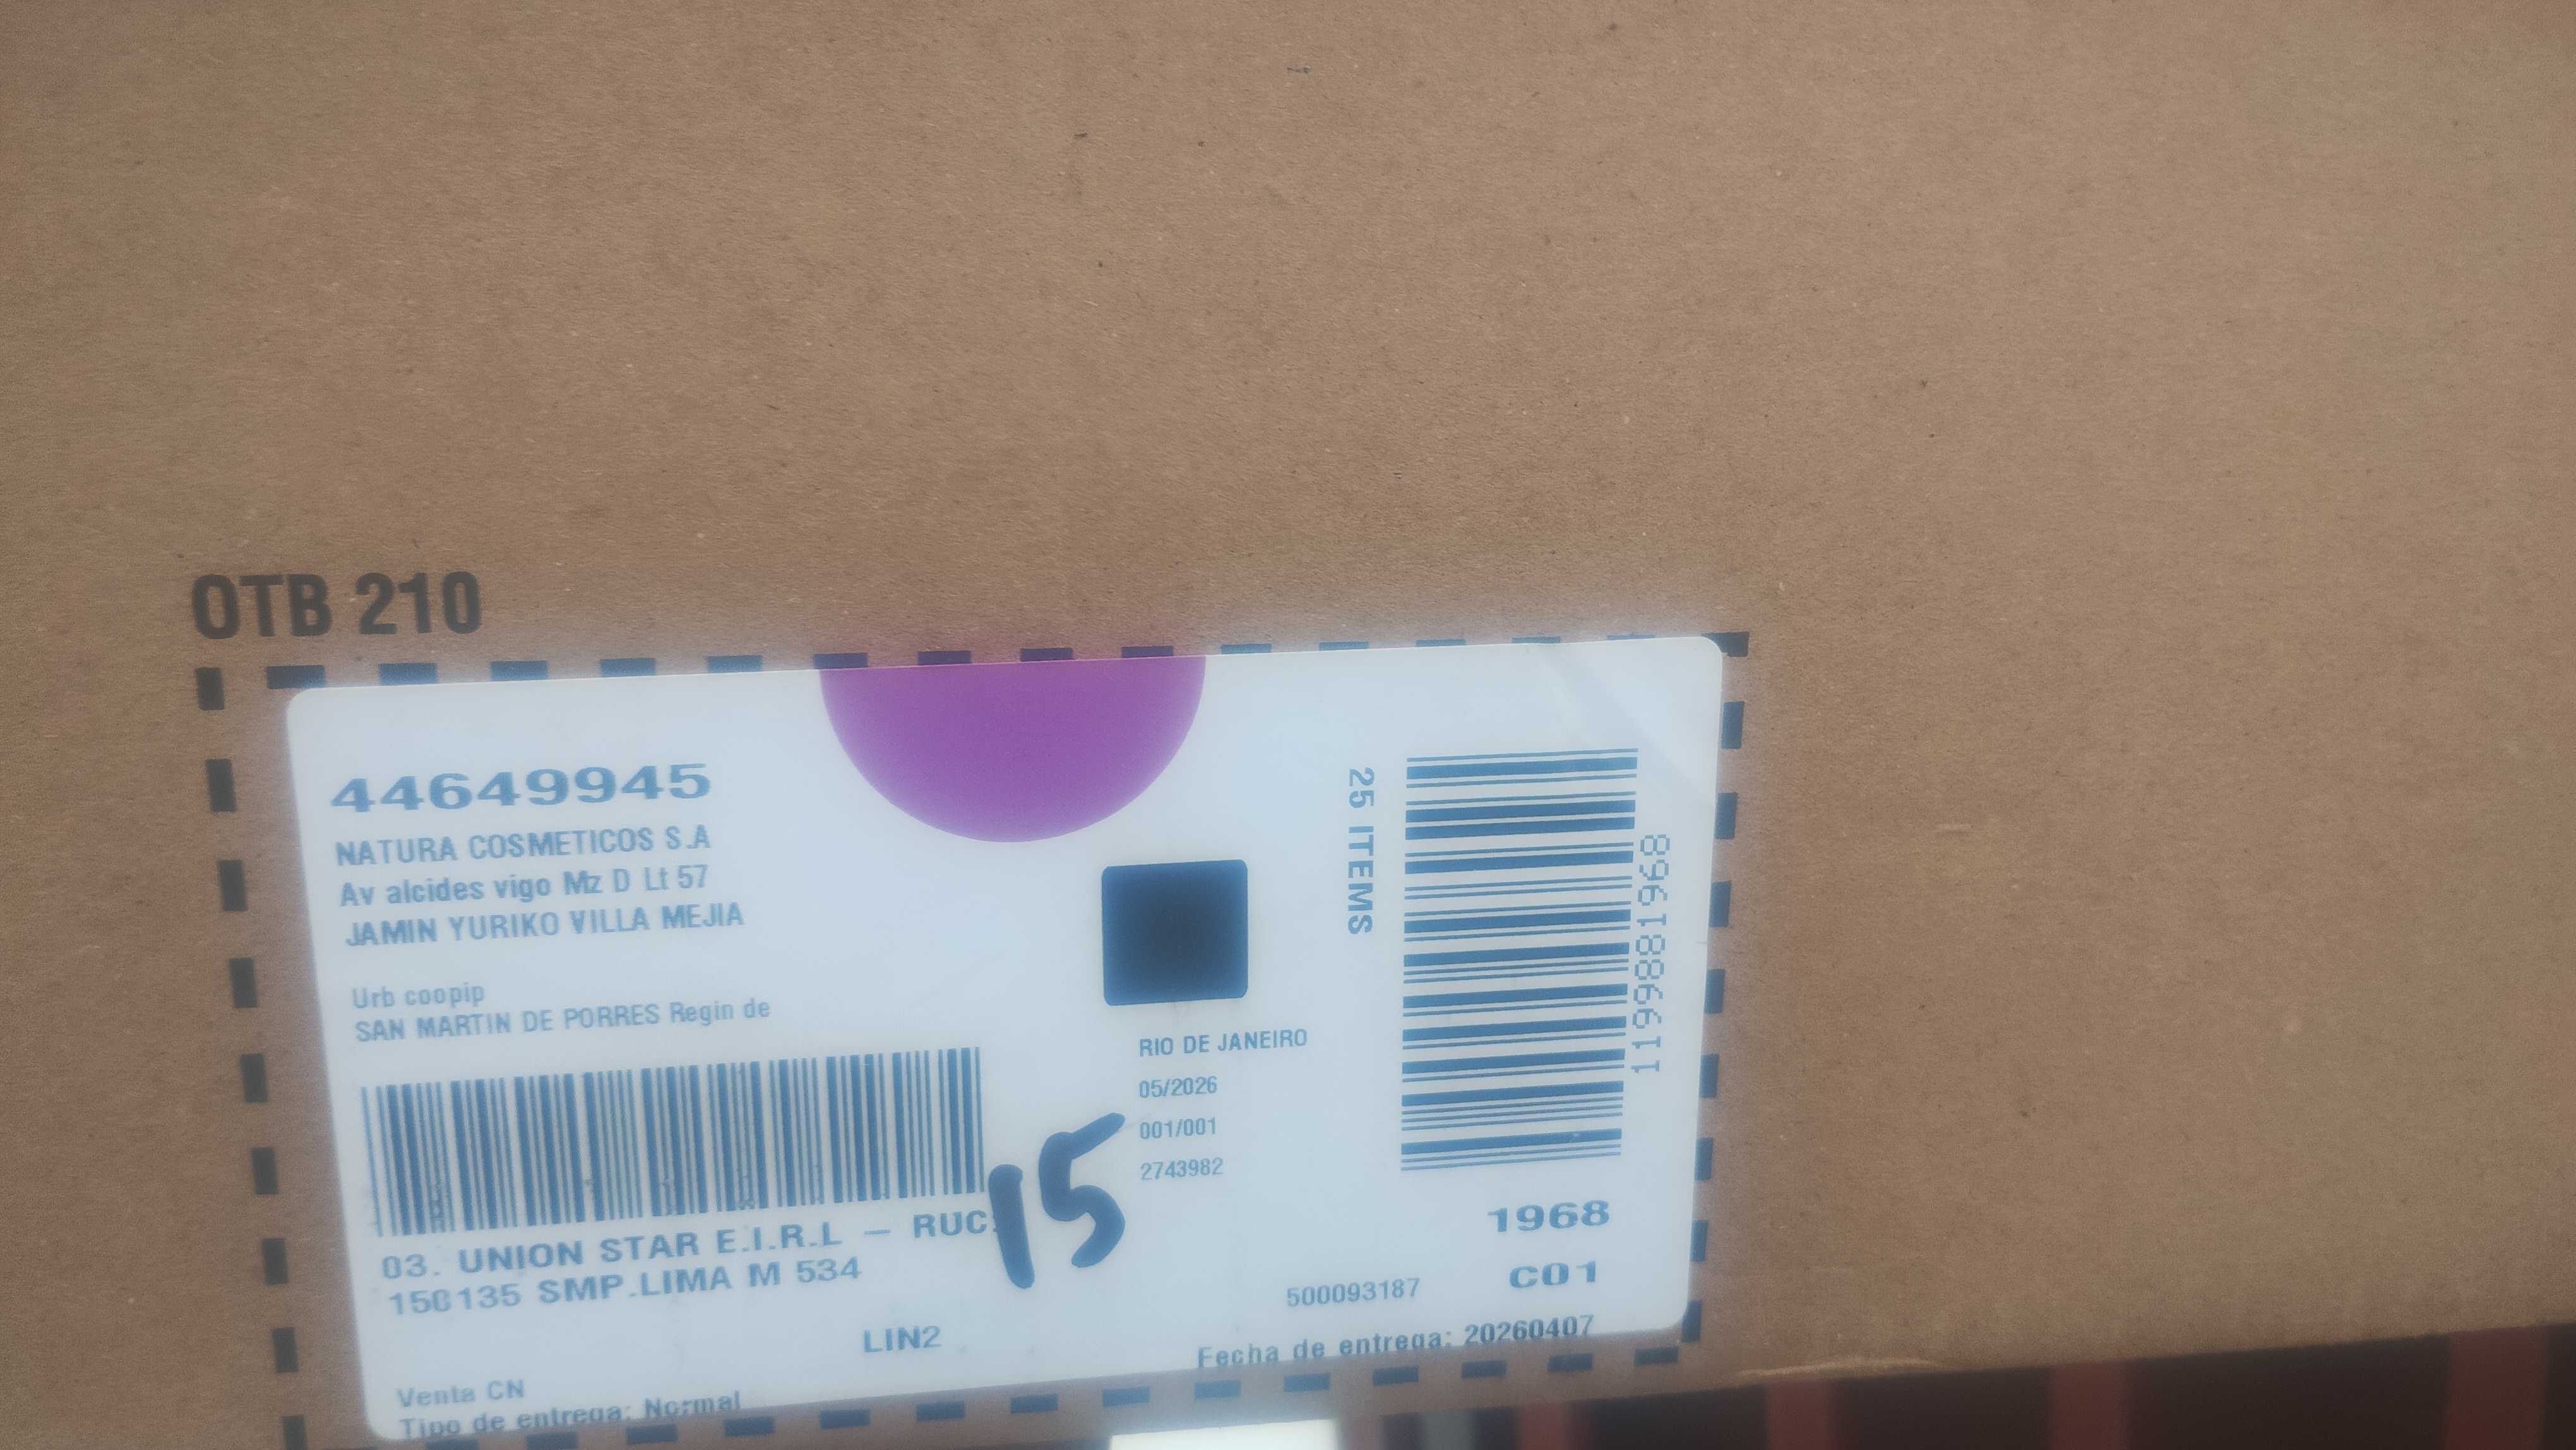 OTB 210
44649945
NATURA COSMETICOS S.A
Av alcides vigo Mz D Lt 57
JAMIN YURIKO VILLA MEJIA
Urb coopip
SAN MARTIN DE PORRES Regin de
03. UNION STAR E.I.R.L – RUC:
150135 SMP.LIMA M 534
LIN2
Venta CN
Tipo de entrega: Normal
15
RIO DE JANEIRO
05/2026
001/001
2743982
25 ITEMS
1199881968
1968
C01
500093187
Fecha de entrega: 20260407